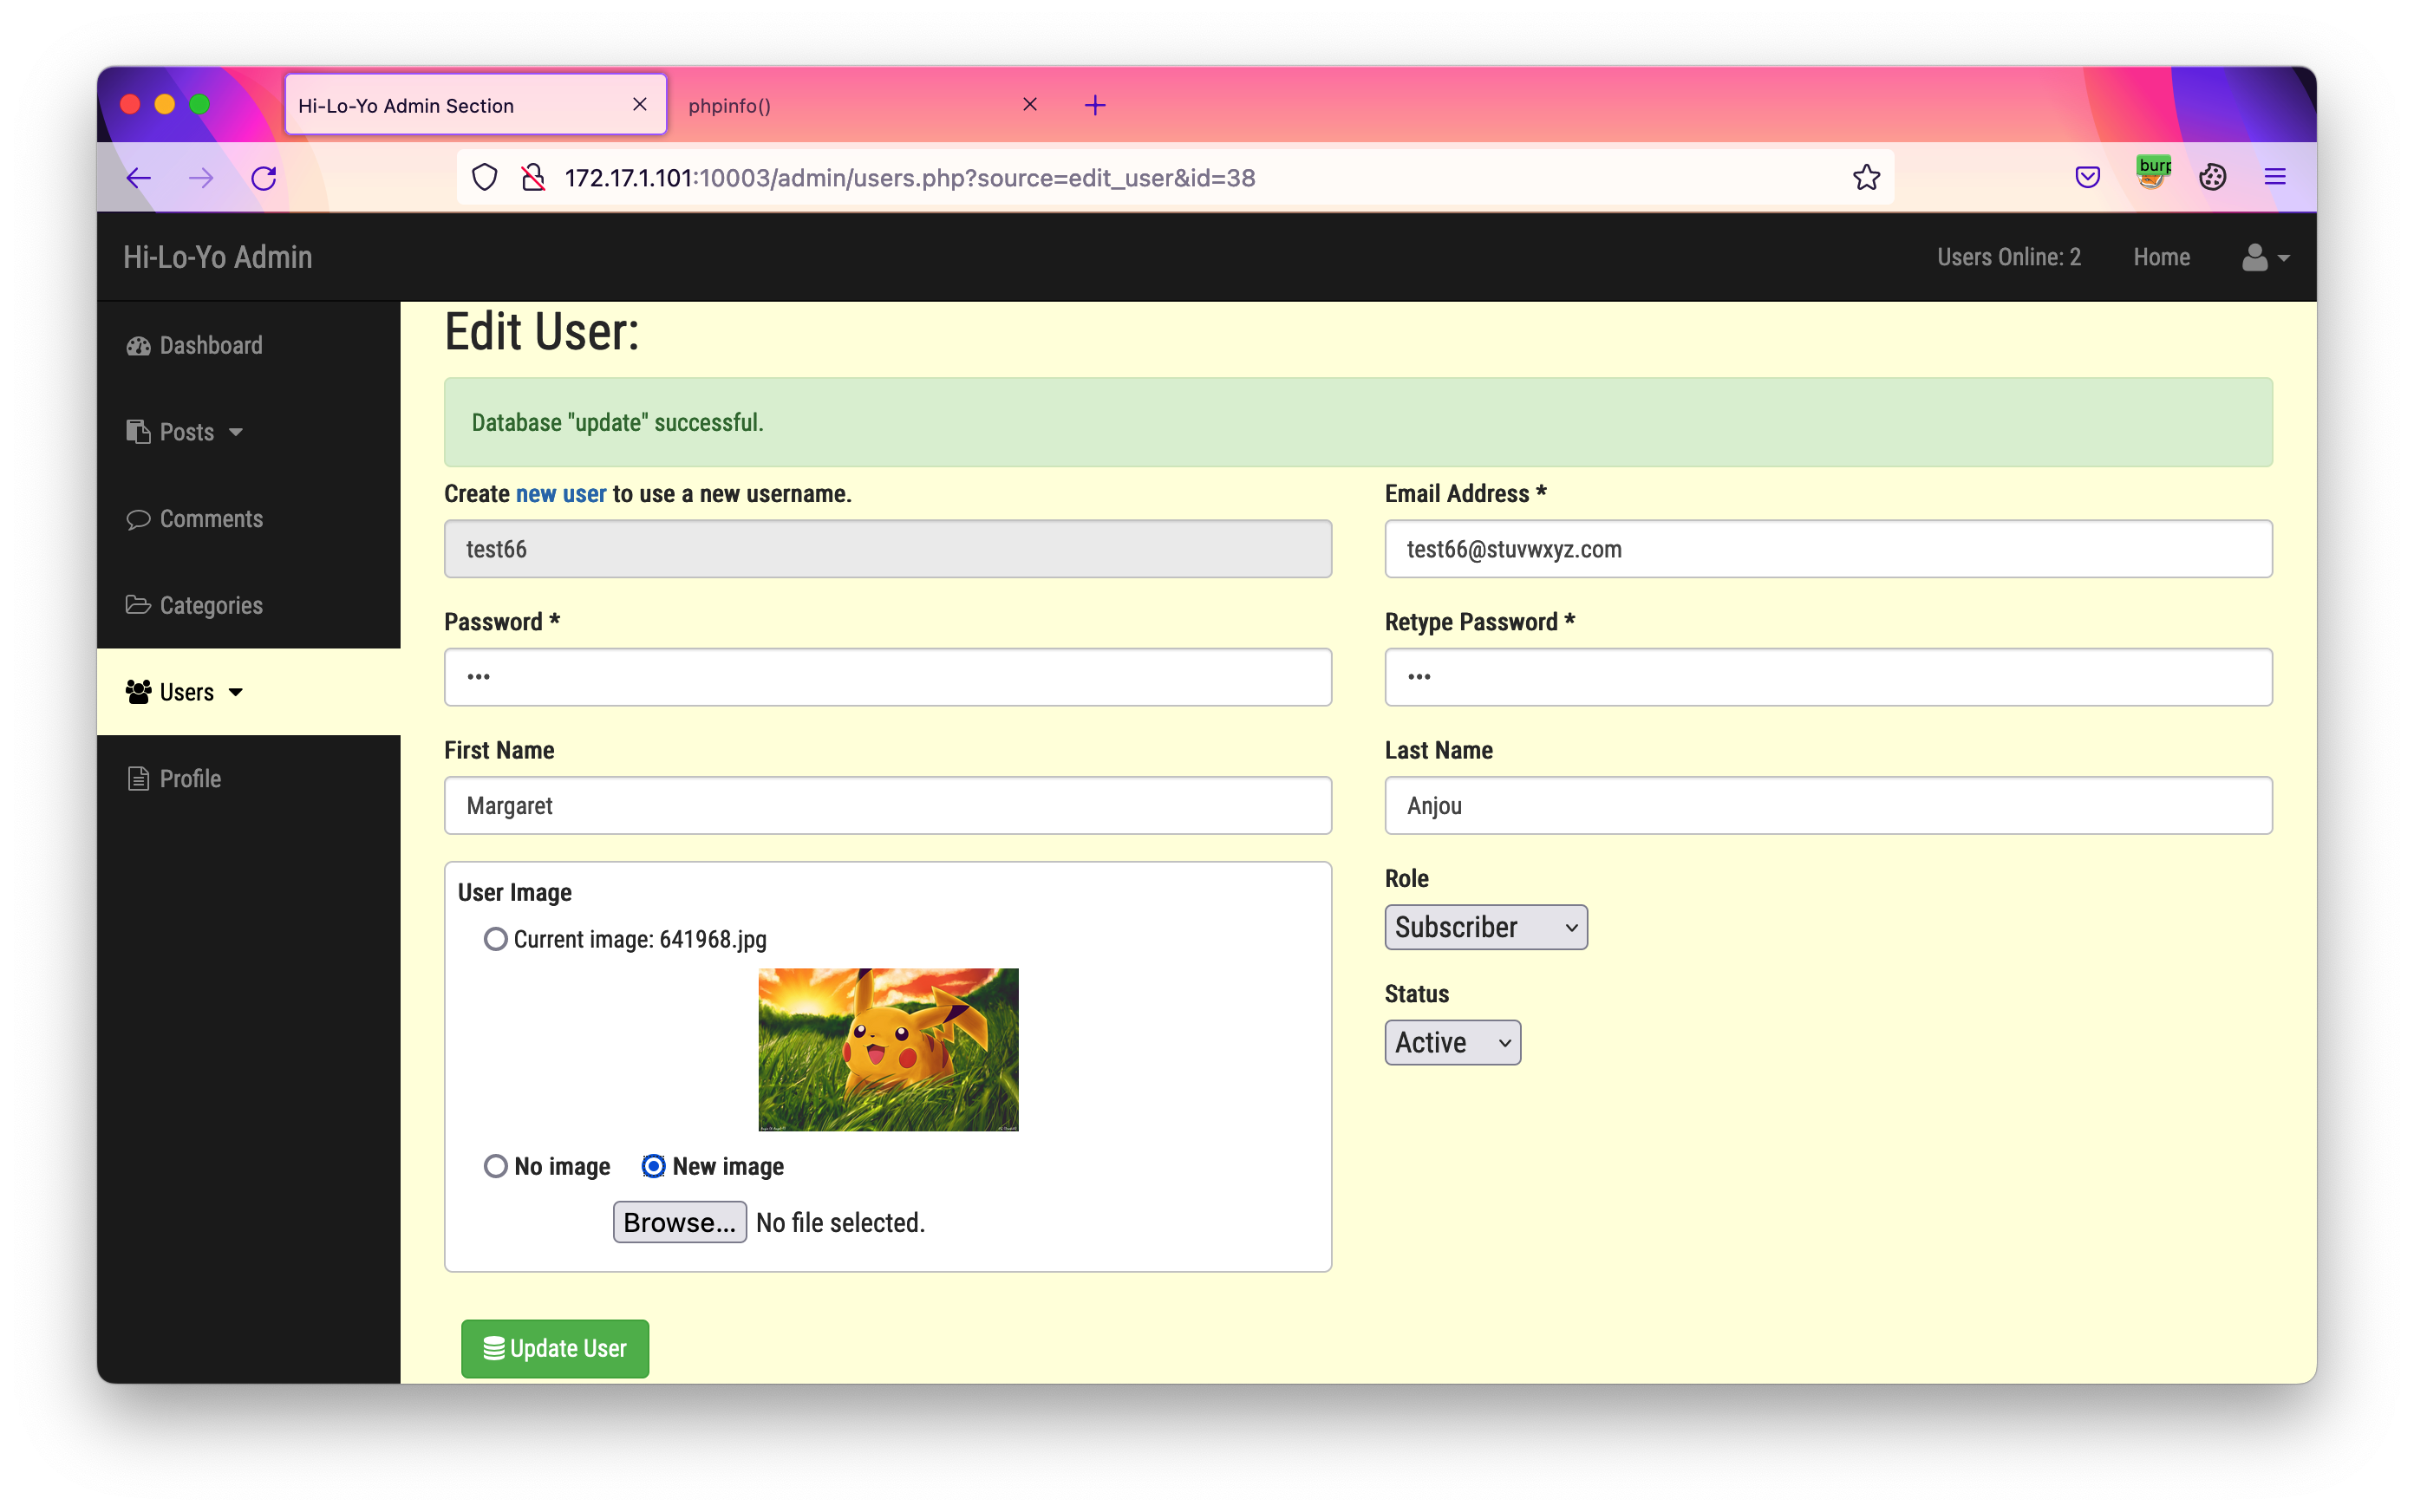 Hi-Lo-Yo Admin Section
phpinfo()
172.17.1.101:10003/admin/users.php?source=edit_user&id=38
burp
Hi-Lo-Yo Admin
Users Online: 2
Home
Dashboard
Posts
Comments
Categories
Users
Profile
Edit User:
Database "update" successful.
Create new user to use a new username.
test66
Email Address *
test66@stuvwxyz.com
Password *
•••
Retype Password *
•••
First Name
Margaret
Last Name
Anjou
User Image
Current image: 641968.jpg
No image
New image
Browse... No file selected.
Role
Subscriber
Status
Active
Update User